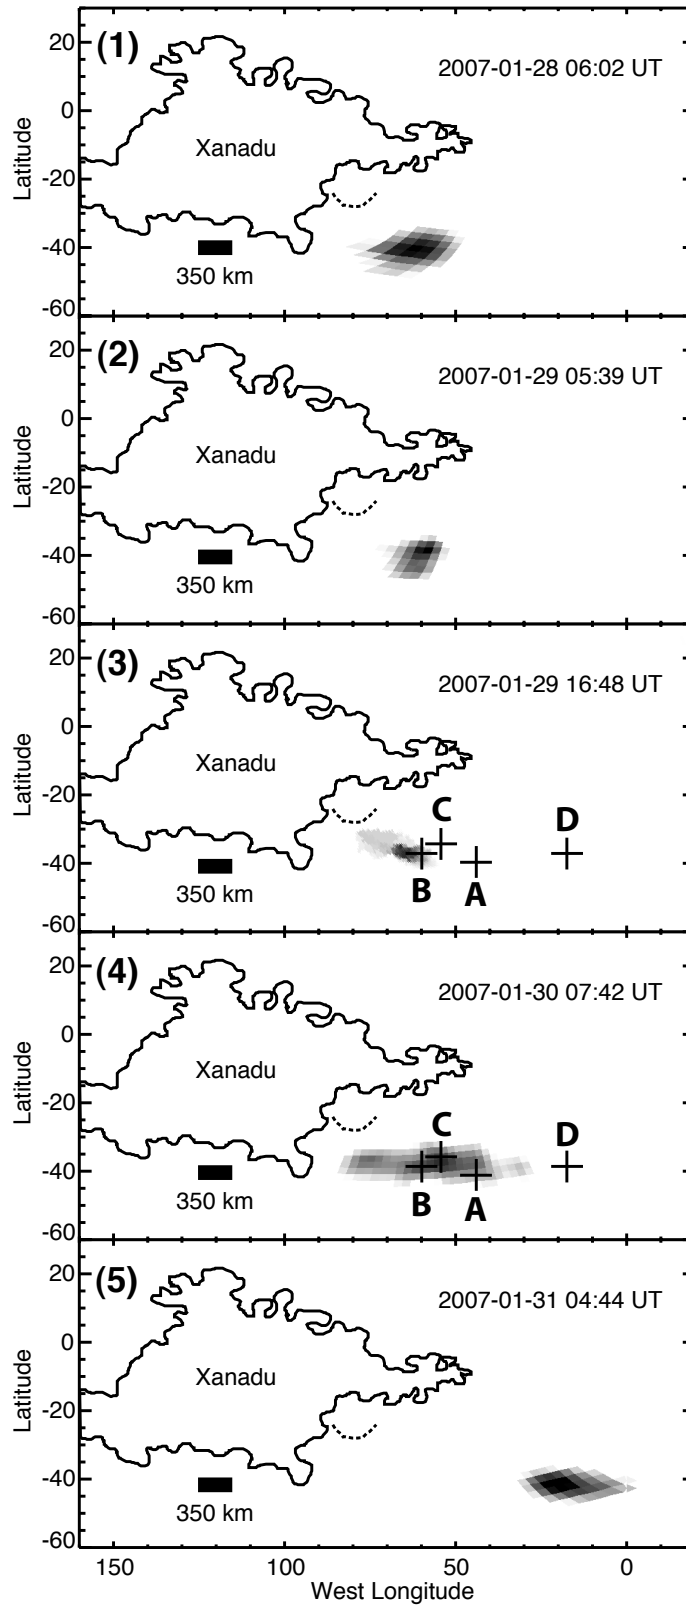 (1)
2007-01-28 06:02 UT
20
0
-20
-40
-60
Latitude
Xanadu
350 km
(2)
2007-01-29 05:39 UT
20
0
-20
-40
-60
Latitude
Xanadu
350 km
(3)
2007-01-29 16:48 UT
20
0
-20
-40
-60
Latitude
Xanadu
C
D
B
A
350 km
(4)
2007-01-30 07:42 UT
20
0
-20
-40
-60
Latitude
Xanadu
C
D
B
A
350 km
(5)
2007-01-31 04:44 UT
20
0
-20
-40
-60
Latitude
Xanadu
350 km
150 100 50 0
West Longitude